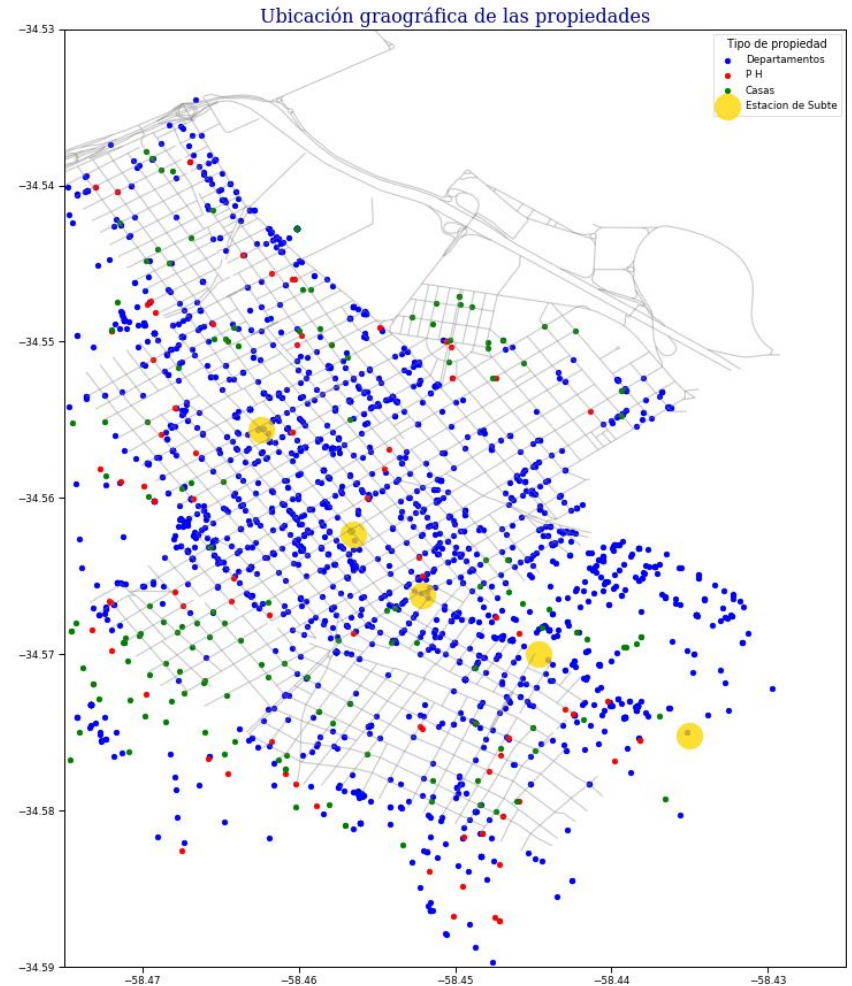 Ubicación graográfica de las propiedades
Tipo de propiedad
Departamentos
P H
Casas
Estacion de Subte
−34.53
−34.54
−34.55
−34.56
−34.57
−34.58
−34.59
−58.47 −58.46 −58.45 −58.44 −58.43